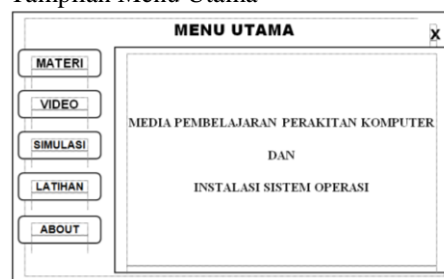 Tampilan Menu Utama
MENU UTAMA
X
MATERI
VIDEO
SIMULASI
LATIHAN
ABOUT
MEDIA PEMBELAJARAN PERAKITAN KOMPUTER
DAN
INSTALASI SISTEM OPERASI